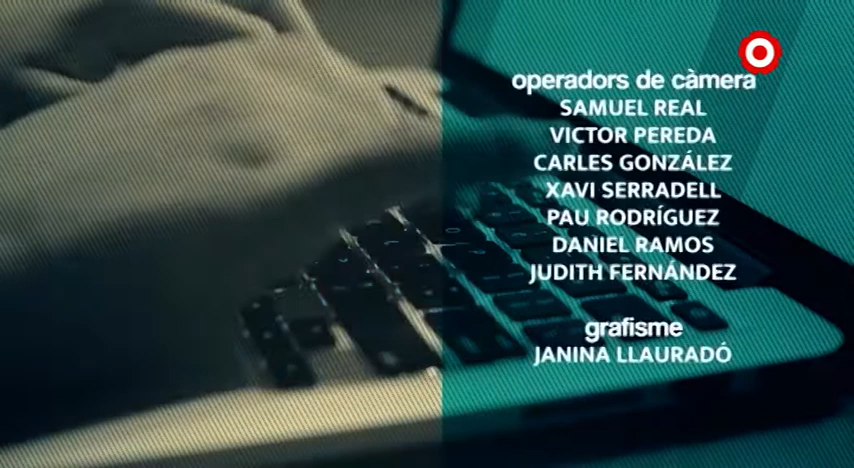 operadors de càmera
SAMUEL REAL
VICTOR PEREDA
CARLES GONZÁLEZ
XAVI SERRADELL
PAU RODRÍGUEZ
DANIEL RAMOS
JUDITH FERNÁNDEZ
grafisme
JANINA LLAURADÓ